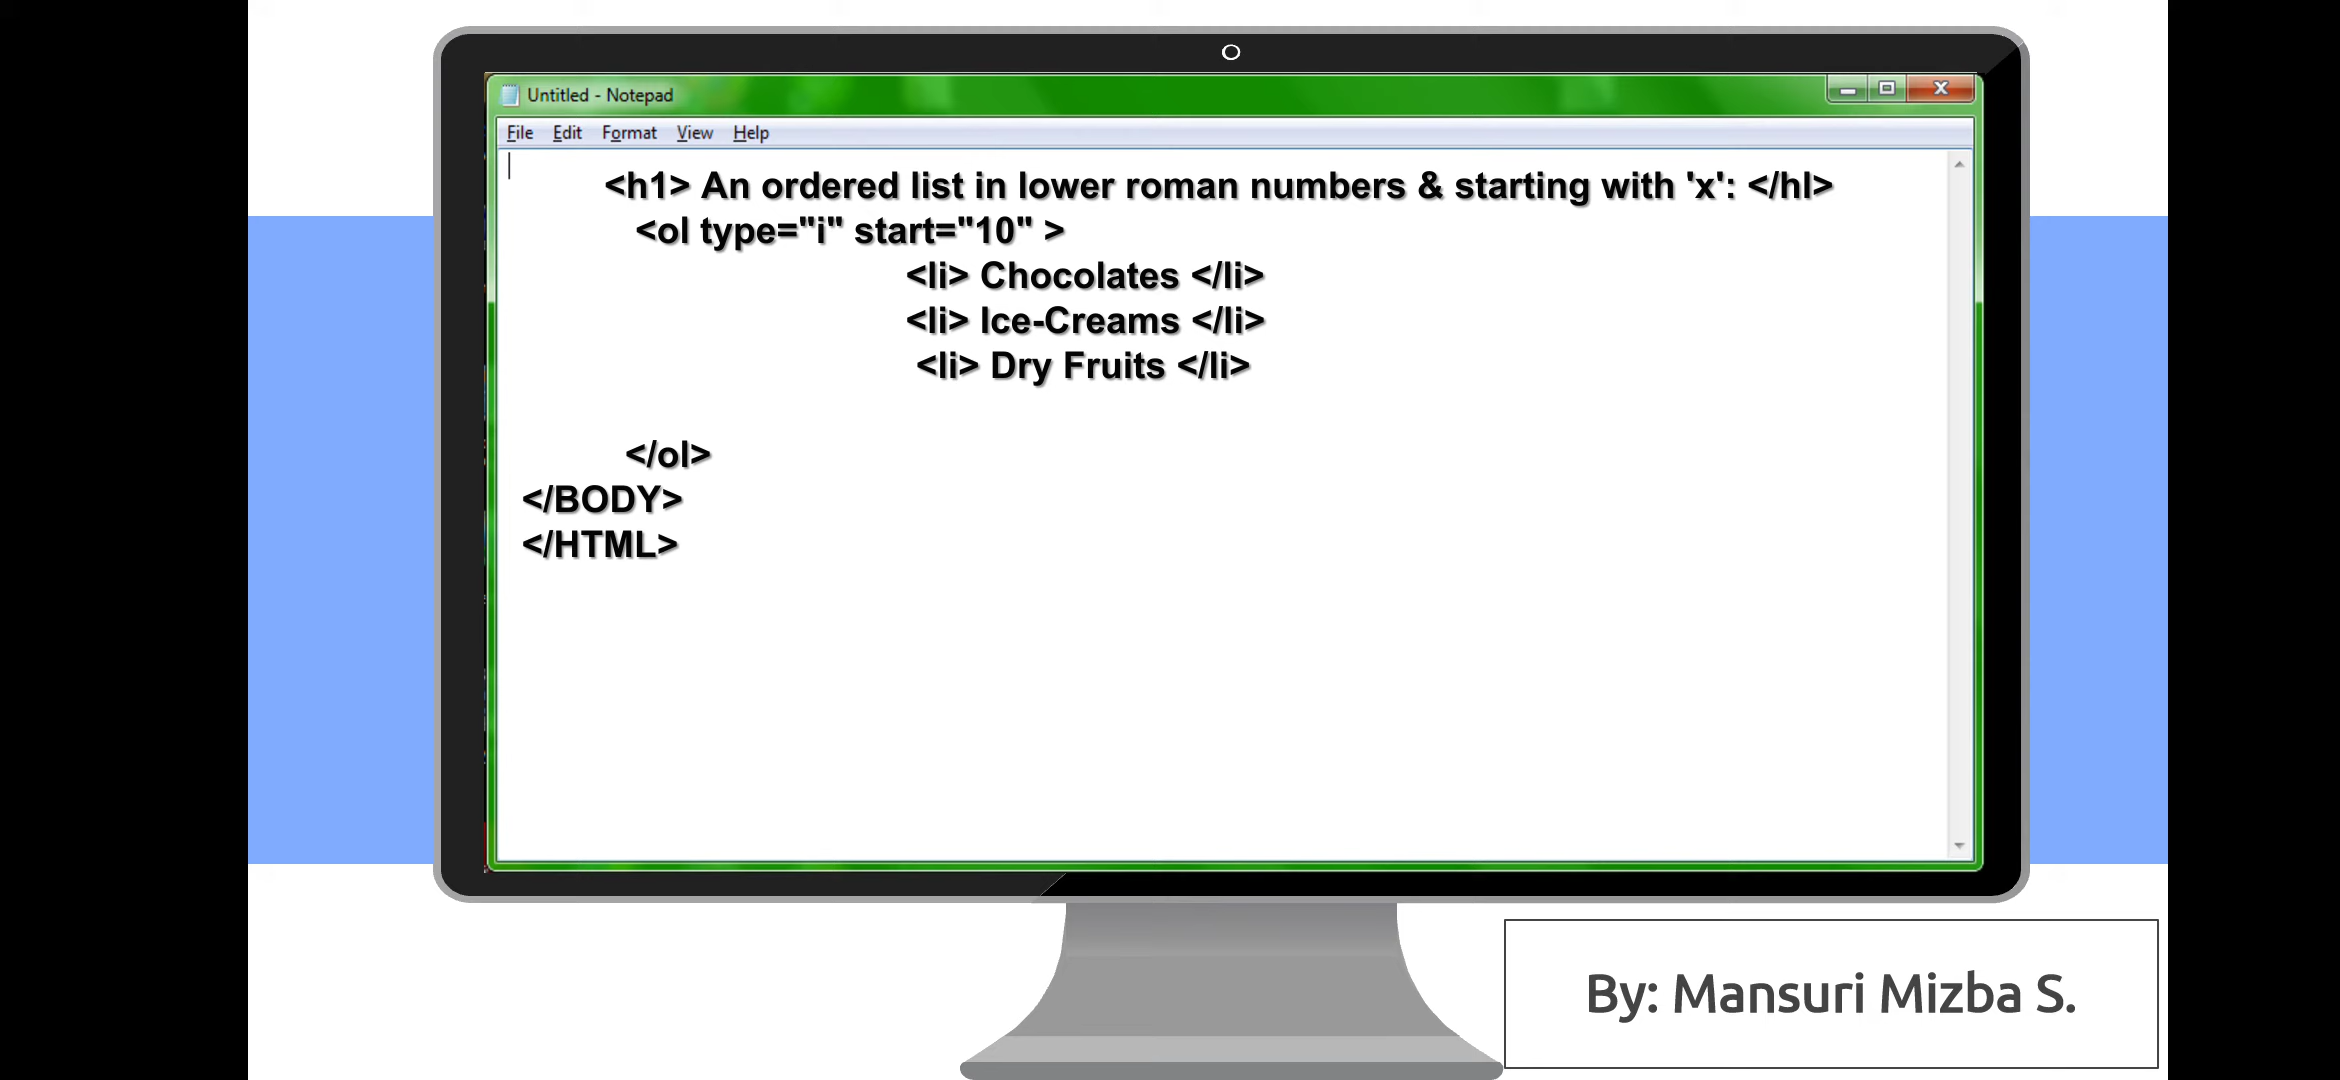 Untitled - Notepad
File Edit Format View Help
<h1> An ordered list in lower roman numbers & starting with 'x': </hl>
<ol type="i" start="10" >
<li> Chocolates </li>
<li> Ice-Creams </li>
<li> Dry Fruits </li>
</ol>
</BODY>
</HTML>
By: Mansuri Mizba S.